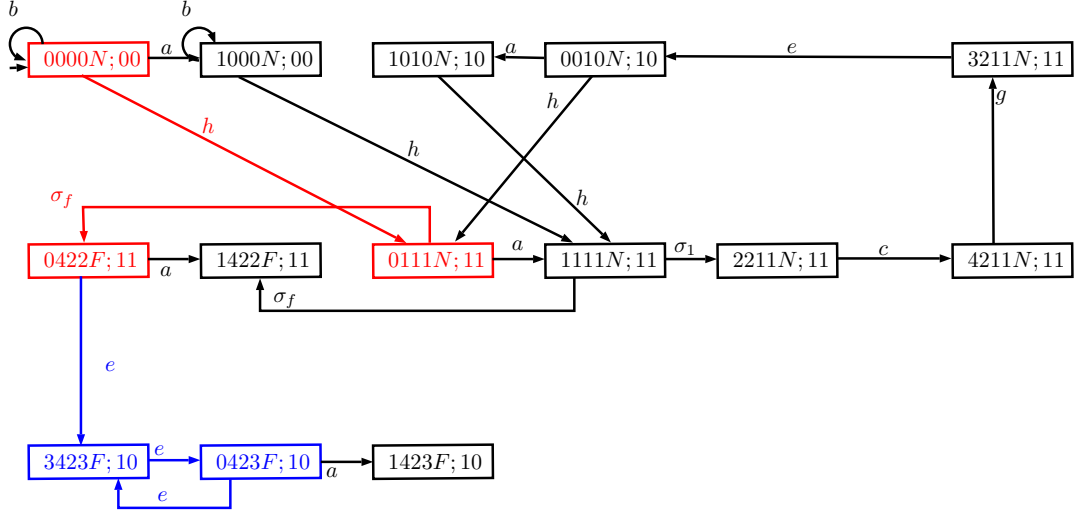 b b
0000N; 00 a 1000N; 00 1010N; 10 a 0010N; 10 e 3211N; 11
g
h h
h h
σ_f
0422F; 11 a 1422F; 11 0111N; 11 a 1111N; 11 σ_1 2211N; 11 c 4211N; 11
σ_f
e
3423F; 10 e 0423F; 10 a 1423F; 10
e